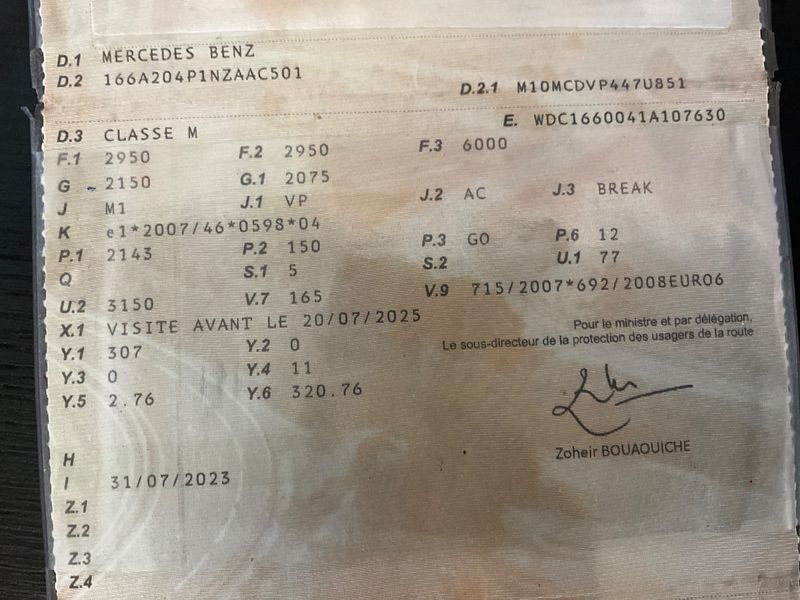 D.1 MERCEDES BENZ
D.2 166A204P1NZAAC501 D.2.1 M10MCDVP447U851
D.3 CLASSE M E. WDC1660041A107630
F.1 2950 F.2 2950 F.3 6000
G 2150 G.1 2075
J M1 J.1 VP J.2 AC J.3 BREAK
K e1*2007/46*0598*04
P.1 2143 P.2 150 P.3 GO P.6 12
Q S.1 5 S.2 U.1 77
U.2 3150 V.7 165 V.9 715/2007*692/2008EURO6
X.1 VISITE AVANT LE 20/07/2025
Pour le ministre et par délégation,
Le sous-directeur de la protection des usagers de la route
Y.1 307 Y.2 0
Y.3 0 Y.4 11
Y.5 2.76 Y.6 320.76
Zoheir BOUAOUICHE
H
I 31/07/2023
Z.1
Z.2
Z.3
Z.4